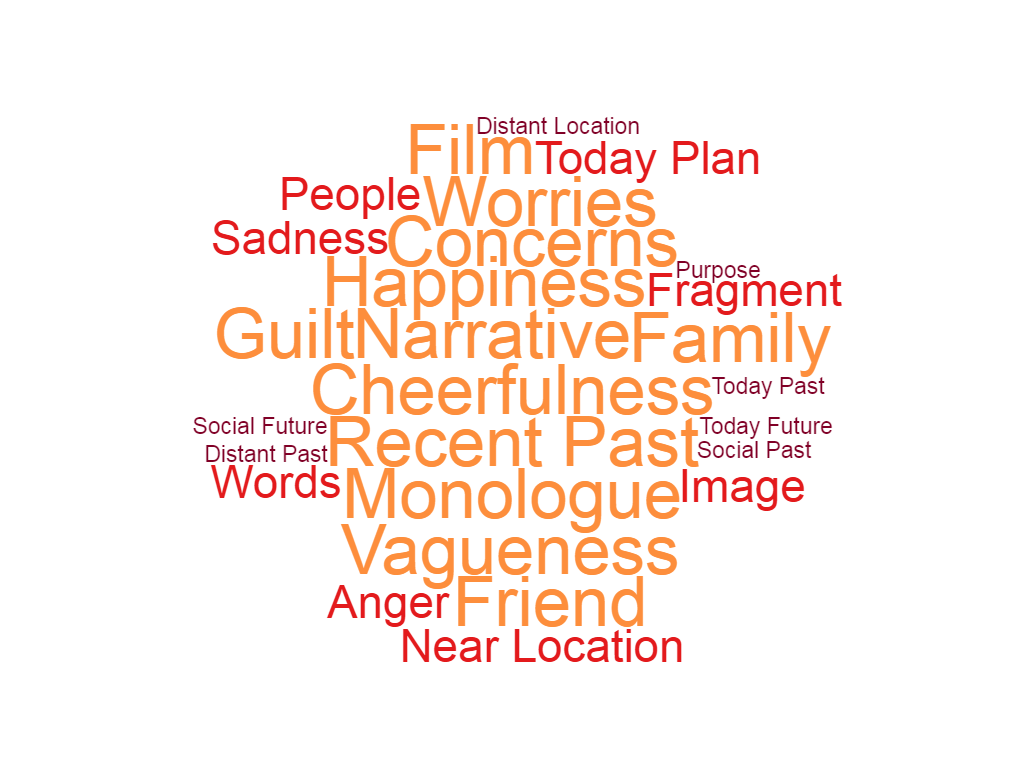 Distant Location
Film Today Plan
People Worries
Sadness Concerns
Purpose
Happiness Fragment
Guilt Narrative Family
Cheerfulness Today Past
Social Future Recent Past Today Future
Distant Past Social Past
Words Monologue Image
Vagueness
Anger Friend
Near Location